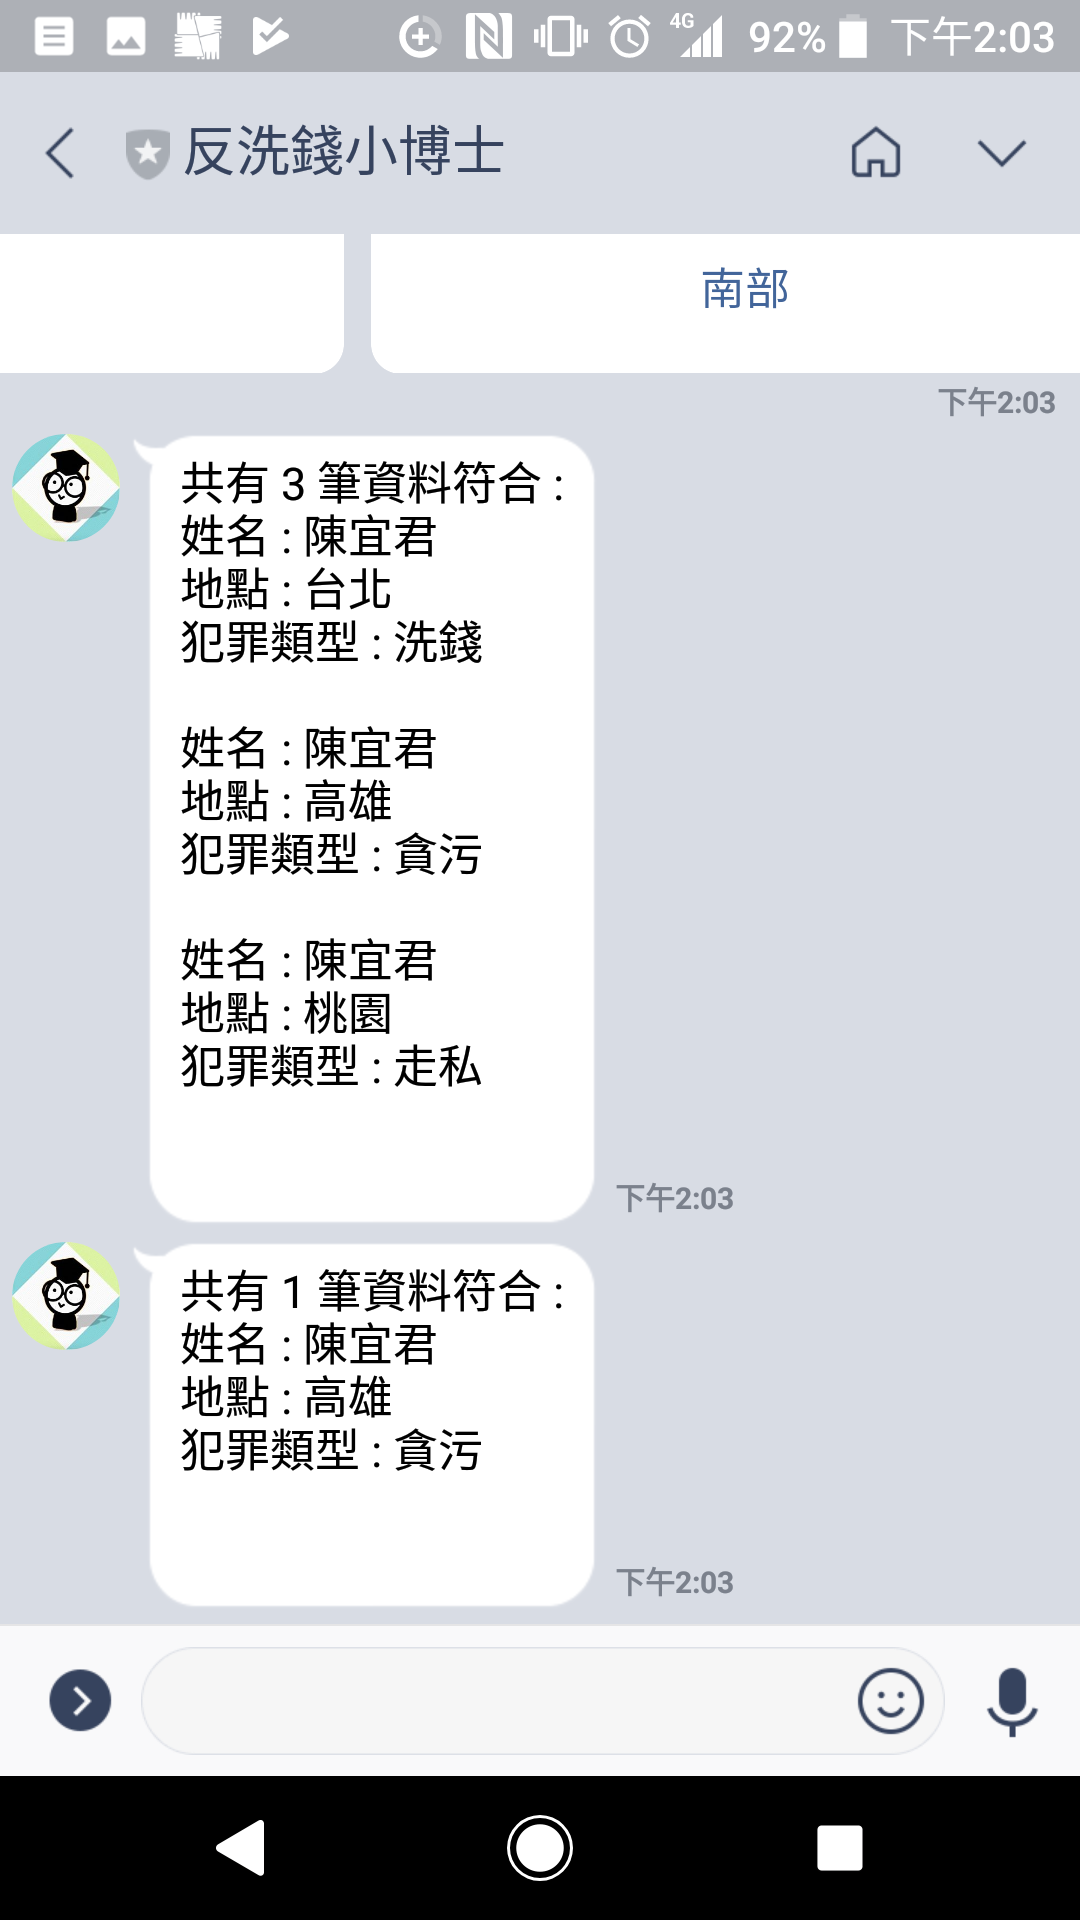 4G 92% 下午2:03
反洗錢小博士
南部
下午2:03
共有 3 筆資料符合 :
姓名 : 陳宜君
地點 : 台北
犯罪類型 : 洗錢
姓名 : 陳宜君
地點 : 高雄
犯罪類型 : 貪污
姓名 : 陳宜君
地點 : 桃園
犯罪類型 : 走私
下午2:03
共有 1 筆資料符合 :
姓名 : 陳宜君
地點 : 高雄
犯罪類型 : 貪污
下午2:03